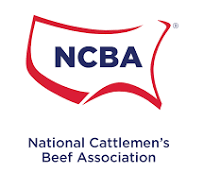 NCBA®
National Cattlemen's
Beef Association